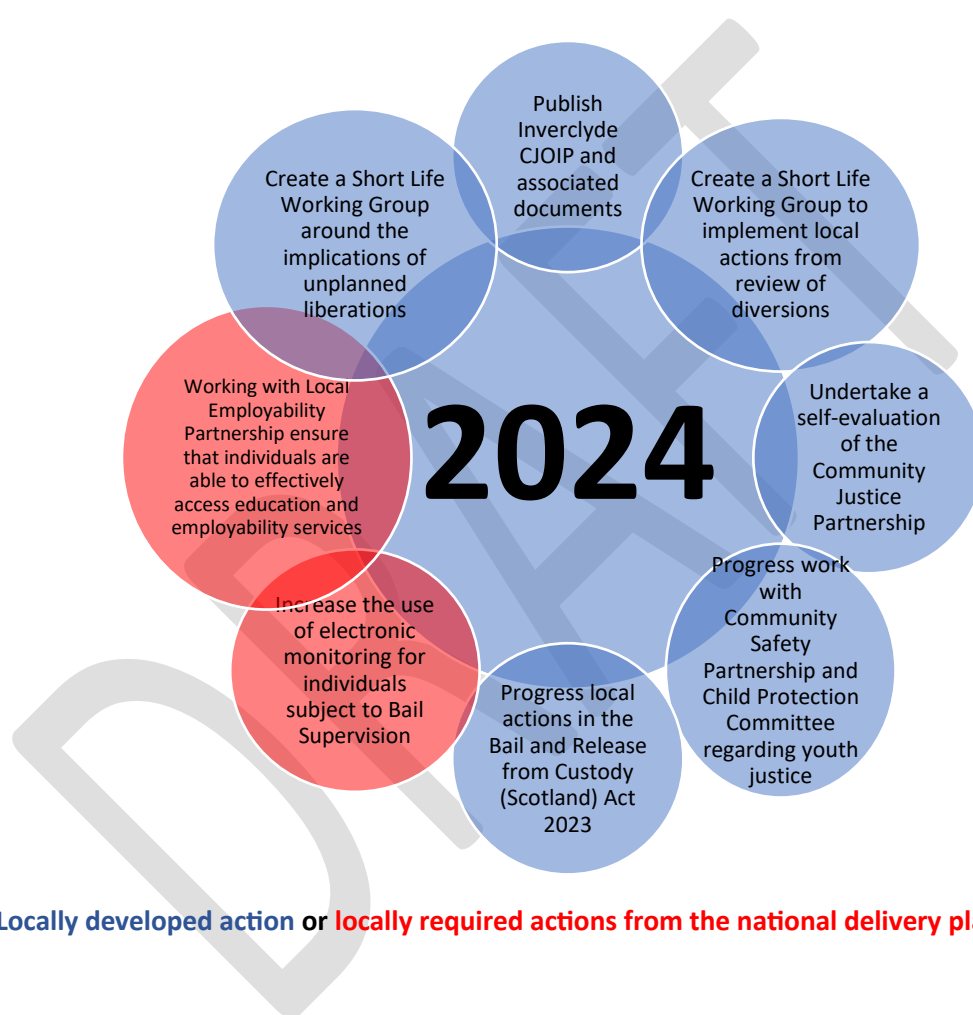 Publish
Inverclyde
CJOIP and
associated
documents
Create a Short Life
Working Group to
implement local
actions from
review of
diversions
Undertake a
self-evaluation
of the
Community
Justice
Partnership
Progress work
with
Community
Safety
Partnership and
Child Protection
Committee
regarding youth
justice
Progress local
actions in the
Bail and Release
from Custody
(Scotland) Act
2023
Increase the use
of electronic
monitoring for
individuals
subject to Bail
Supervision
Working with Local
Employability
Partnership ensure
that individuals are
able to effectively
access education and
employability services
Create a Short Life
Working Group
around the
implications of
unplanned
liberations
2024
DRAFT
Locally developed action or locally required actions from the national delivery pla